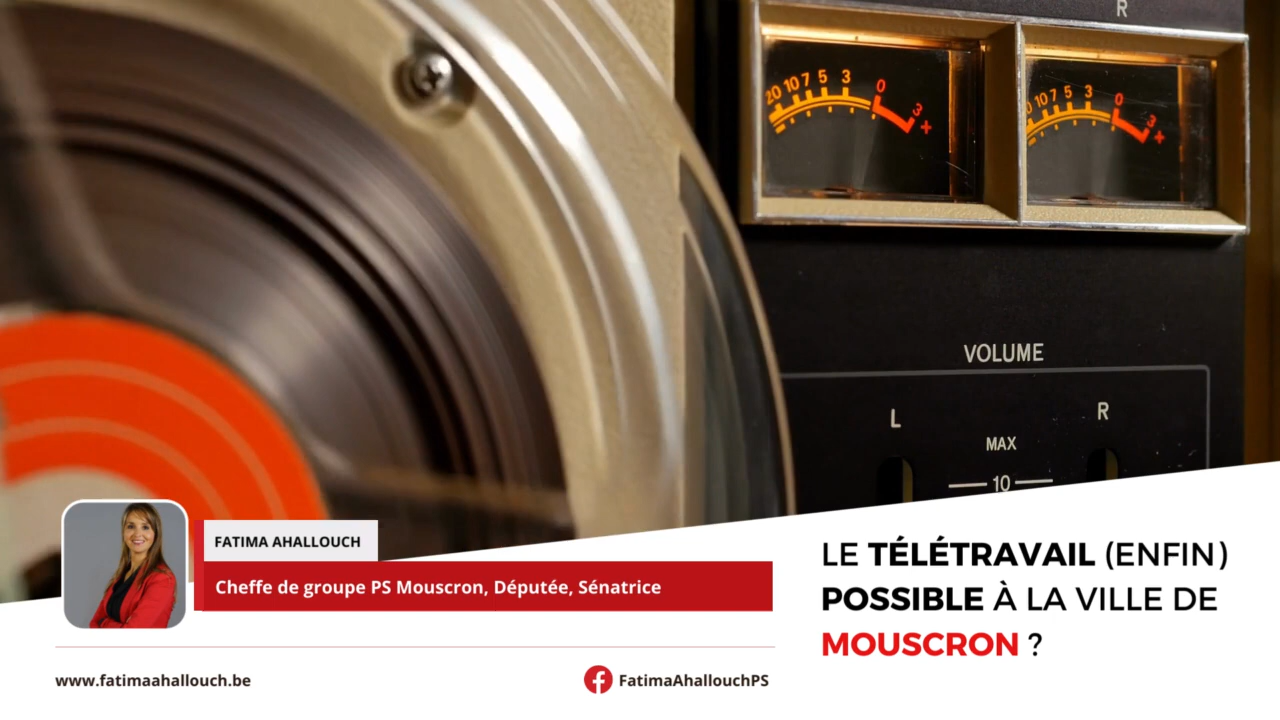 R
20 10 7 5 3 0 3 +
10 7 5 3 0 3 +
VOLUME
L R
MAX
10
FATIMA AHALLOUCH
Cheffe de groupe PS Mouscron, Députée, Sénatrice
www.fatimaahallouch.be
FatimaAhallouchPS
LE TÉLÉTRAVAIL (ENFIN)
POSSIBLE À LA VILLE DE
MOUSCRON ?